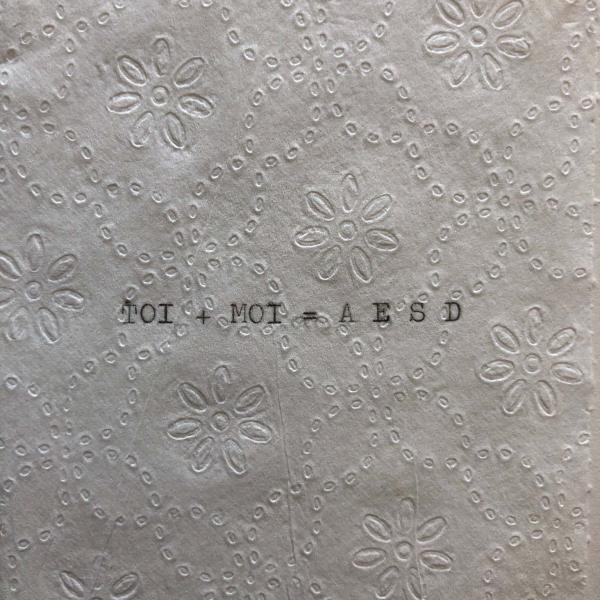 TOI + MOI = A E S D